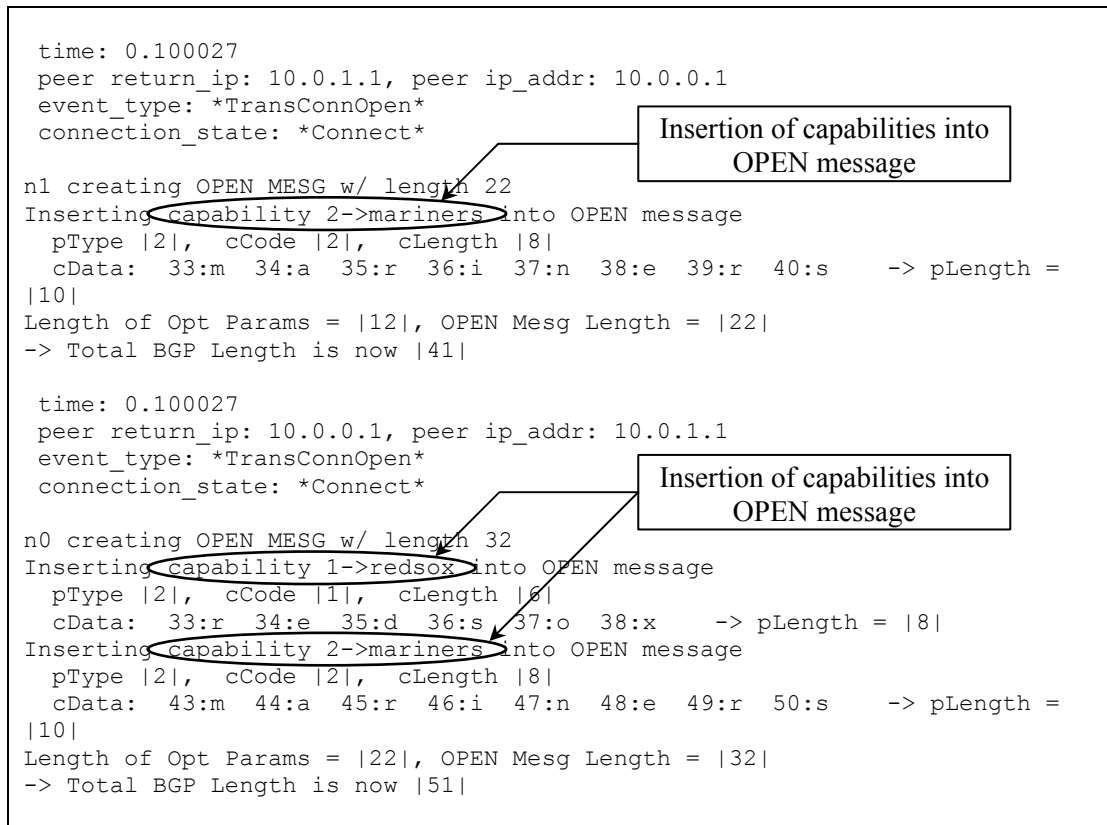 time: 0.100027
peer return_ip: 10.0.1.1, peer ip_addr: 10.0.0.1
event_type: *TransConnOpen*
connection_state: *Connect*
Insertion of capabilities into
OPEN message
n1 creating OPEN MESG w/ length 22
Inserting capability 2->mariners into OPEN message
pType |2|, cCode |2|, cLength |8|
cData: 33:m 34:a 35:r 36:i 37:n 38:e 39:r 40:s -> pLength =
|10|
Length of Opt Params = |12|, OPEN Mesg Length = |22|
-> Total BGP Length is now |41|
time: 0.100027
peer return_ip: 10.0.0.1, peer ip_addr: 10.0.1.1
event_type: *TransConnOpen*
connection_state: *Connect*
Insertion of capabilities into
OPEN message
n0 creating OPEN MESG w/ length 32
Inserting capability 1->redsox into OPEN message
pType |2|, cCode |1|, cLength |6|
cData: 33:r 34:e 35:d 36:s 37:o 38:x -> pLength = |8|
Inserting capability 2->mariners into OPEN message
pType |2|, cCode |2|, cLength |8|
cData: 43:m 44:a 45:r 46:i 47:n 48:e 49:r 50:s -> pLength =
|10|
Length of Opt Params = |22|, OPEN Mesg Length = |32|
-> Total BGP Length is now |51|